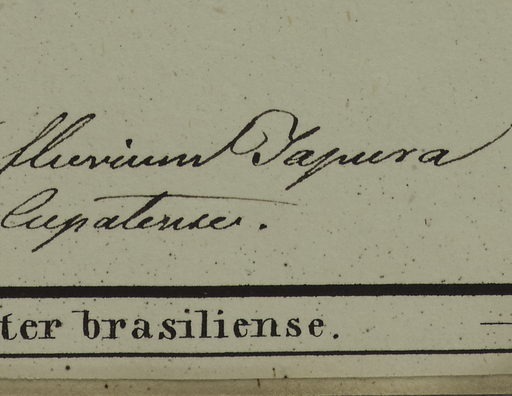 fluvium Japura
Cupatense.
ter brasiliense.